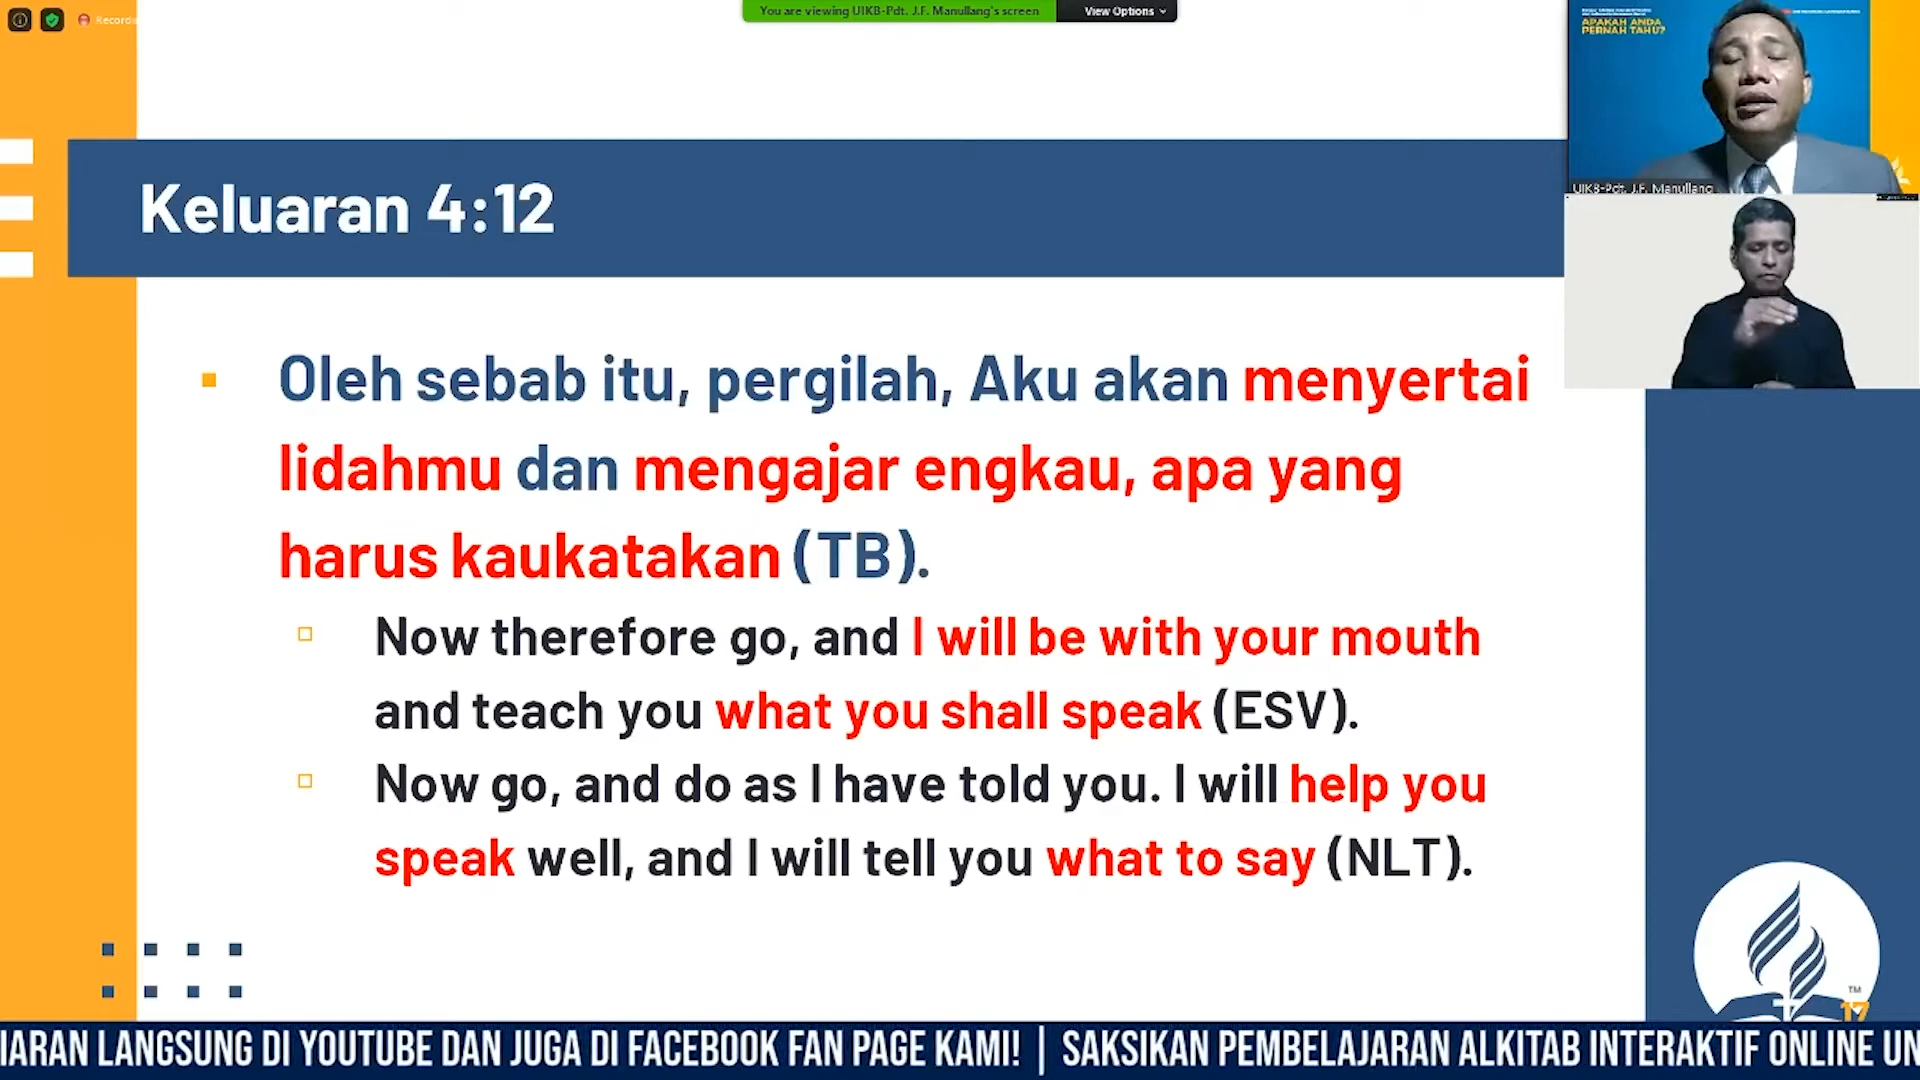 You are viewing UIKB-Pdt. J.F. Manullang's screen
View Options
APAKAH ANDA
PERNAH TAHU?
UIKB-Pdt. J.F. Manullang
Keluaran 4:12
Oleh sebab itu, pergilah, Aku akan menyertai
lidahmu dan mengajar engkau, apa yang
harus kaukatakan (TB).
Now therefore go, and I will be with your mouth
and teach you what you shall speak (ESV).
Now go, and do as I have told you. I will help you
speak well, and I will tell you what to say (NLT).
TM
17
IARAN LANGSUNG DI YOUTUBE DAN JUGA DI FACEBOOK FAN PAGE KAMI! | SAKSIKAN PEMBELAJARAN ALKITAB INTERAKTIF ONLINE UN